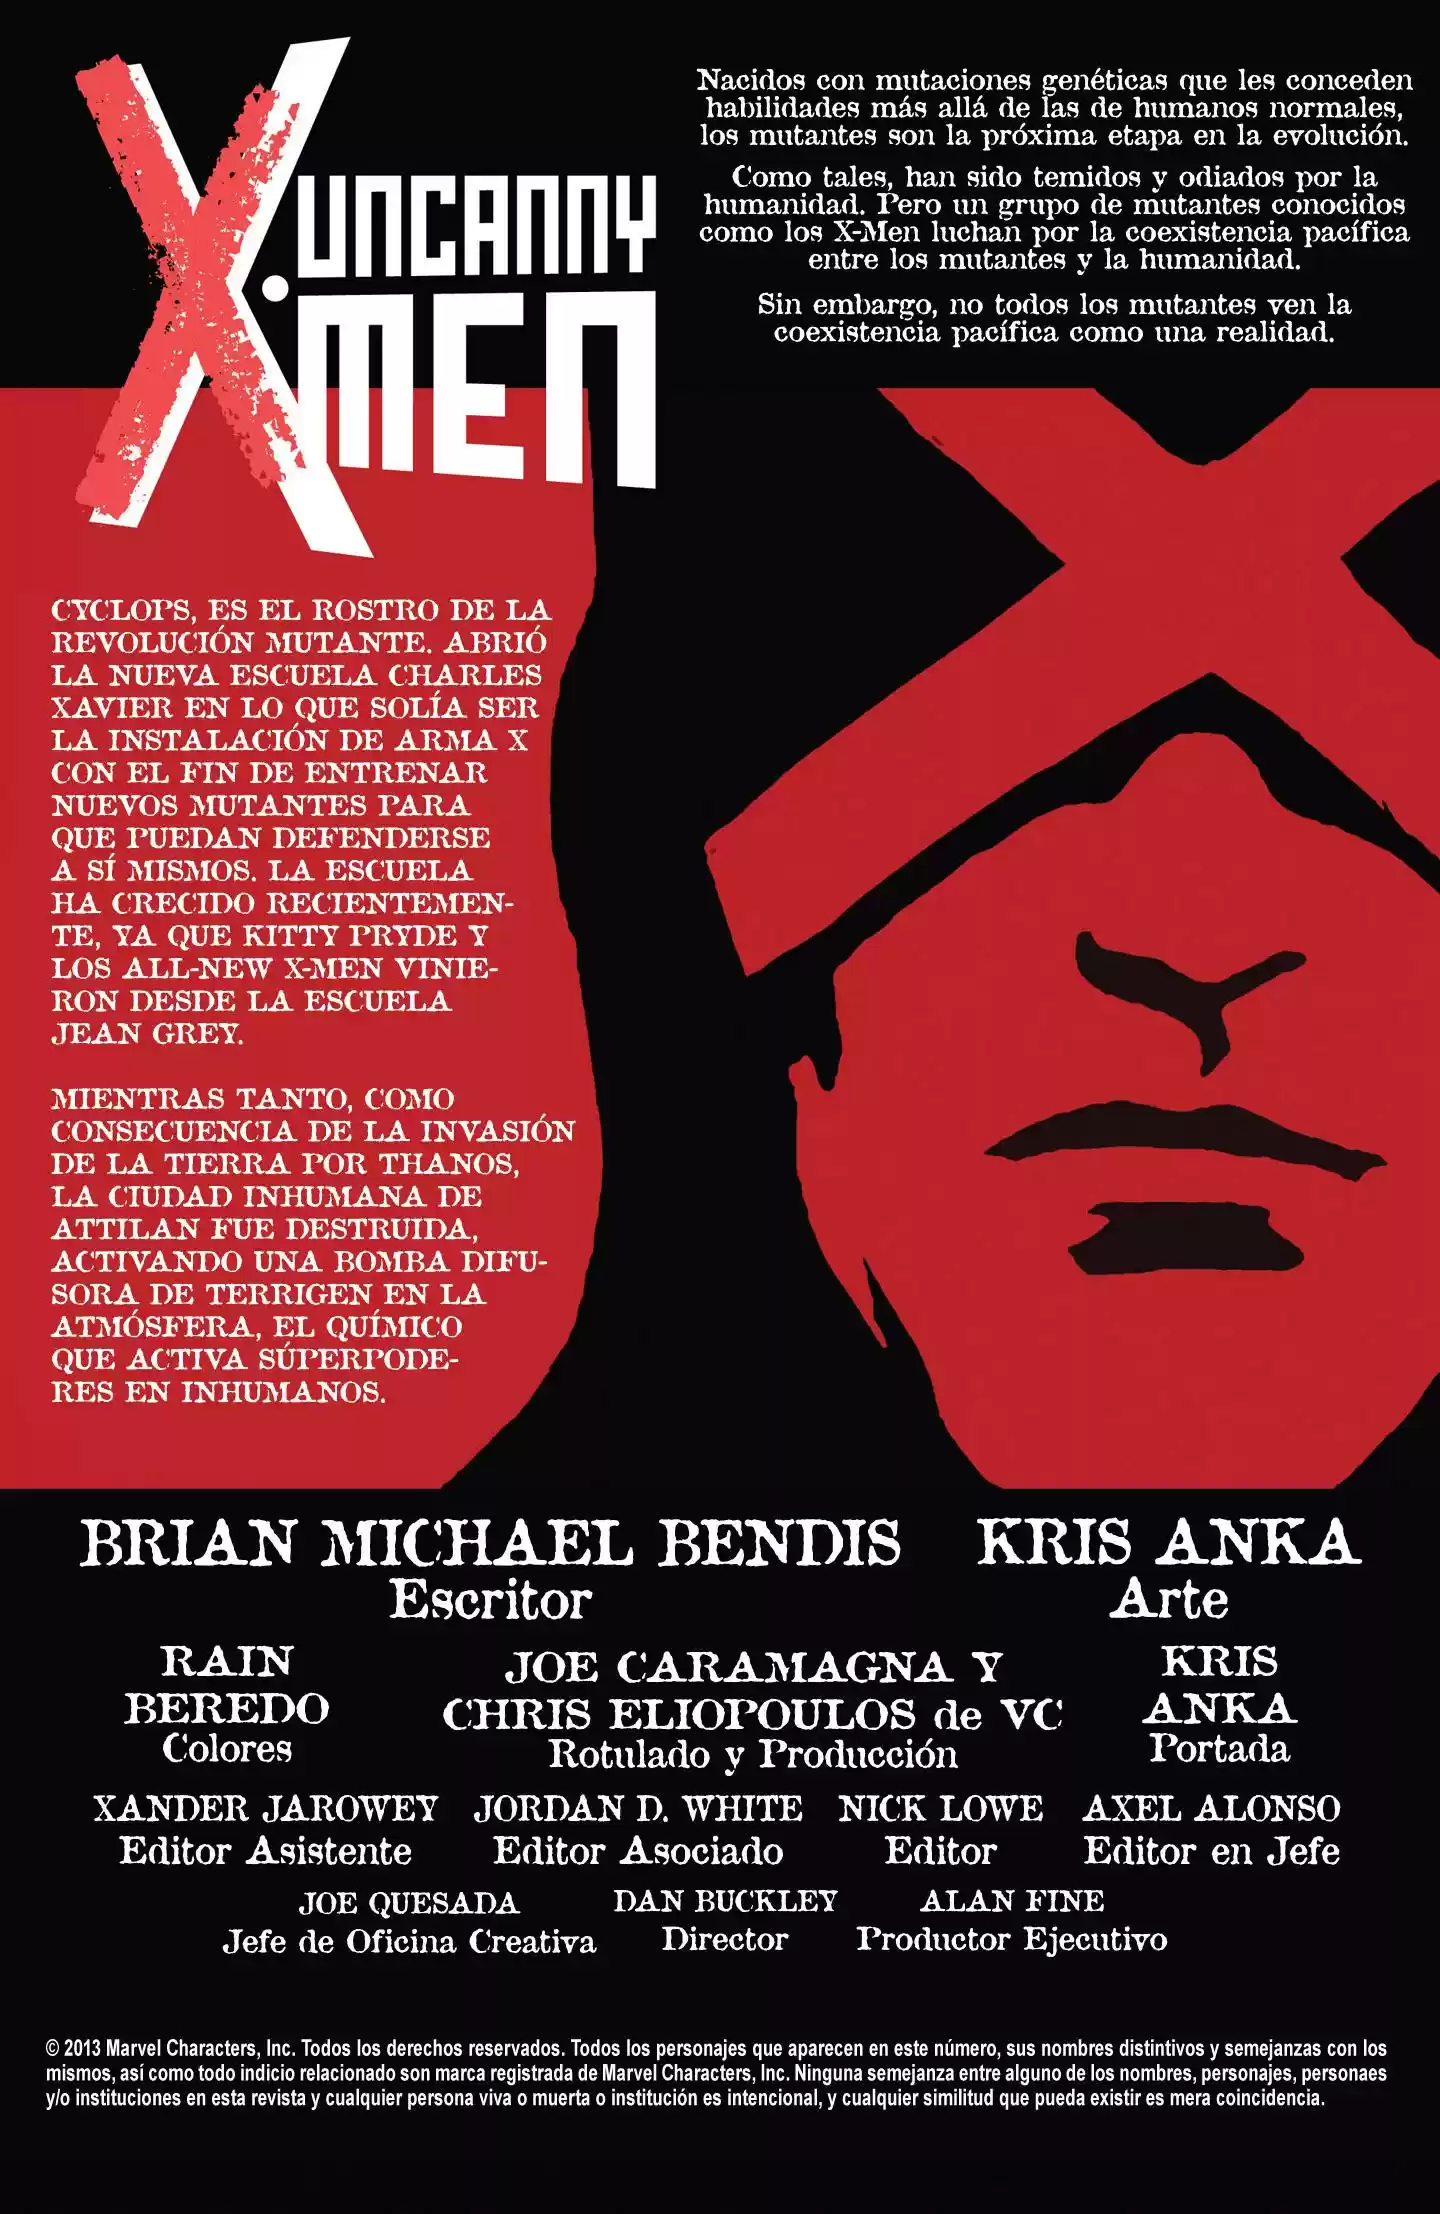 UNCANNY
X-MEN
Nacidos con mutaciones genéticas que les conceden
habilidades más allá de las de humanos normales,
los mutantes son la próxima etapa en la evolución.
Como tales, han sido temidos y odiados por la
humanidad. Pero un grupo de mutantes conocidos
como los X-Men luchan por la coexistencia pacífica
entre los mutantes y la humanidad.
Sin embargo, no todos los mutantes ven la
coexistencia pacífica como una realidad.
CYCLOPS, ES EL ROSTRO DE LA
REVOLUCIÓN MUTANTE. ABRIÓ
LA NUEVA ESCUELA CHARLES
XAVIER EN LO QUE SOLÍA SER
LA INSTALACIÓN DE ARMA X
CON EL FIN DE ENTRENAR
NUEVOS MUTANTES PARA
QUE PUEDAN DEFENDERSE
A SÍ MISMOS. LA ESCUELA
HA CRECIDO RECIENTEMEN-
TE, YA QUE KITTY PRYDE Y
LOS ALL-NEW X-MEN VINIE-
RON DESDE LA ESCUELA
JEAN GREY.
MIENTRAS TANTO, COMO
CONSECUENCIA DE LA INVASIÓN
DE LA TIERRA POR THANOS,
LA CIUDAD INHUMANA DE
ATTILAN FUE DESTRUIDA,
ACTIVANDO UNA BOMBA DIFU-
SORA DE TERRIGEN EN LA
ATMÓSFERA, EL QUÍMICO
QUE ACTIVA SÚPERPODE-
RES EN INHUMANOS.
BRIAN MICHAEL BENDIS
Escritor
KRIS ANKA
Arte
RAIN
BEREDO
Colores
JOE CARAMAGNA Y
CHRIS ELIOPOULOS de VC
Rotulado y Producción
KRIS
ANKA
Portada
XANDER JAROWEY
Editor Asistente
JORDAN D. WHITE
Editor Asociado
NICK LOWE
Editor
AXEL ALONSO
Editor en Jefe
JOE QUESADA
Jefe de Oficina Creativa
DAN BUCKLEY
Director
ALAN FINE
Productor Ejecutivo
© 2013 Marvel Characters, Inc. Todos los derechos reservados. Todos los personajes que aparecen en este número, sus nombres distintivos y semejanzas con los
mismos, así como todo indicio relacionado son marca registrada de Marvel Characters, Inc. Ninguna semejanza entre alguno de los nombres, personajes, personaes
y/o instituciones en esta revista y cualquier persona viva o muerta o institución es intencional, y cualquier similitud que pueda existir es mera coincidencia.